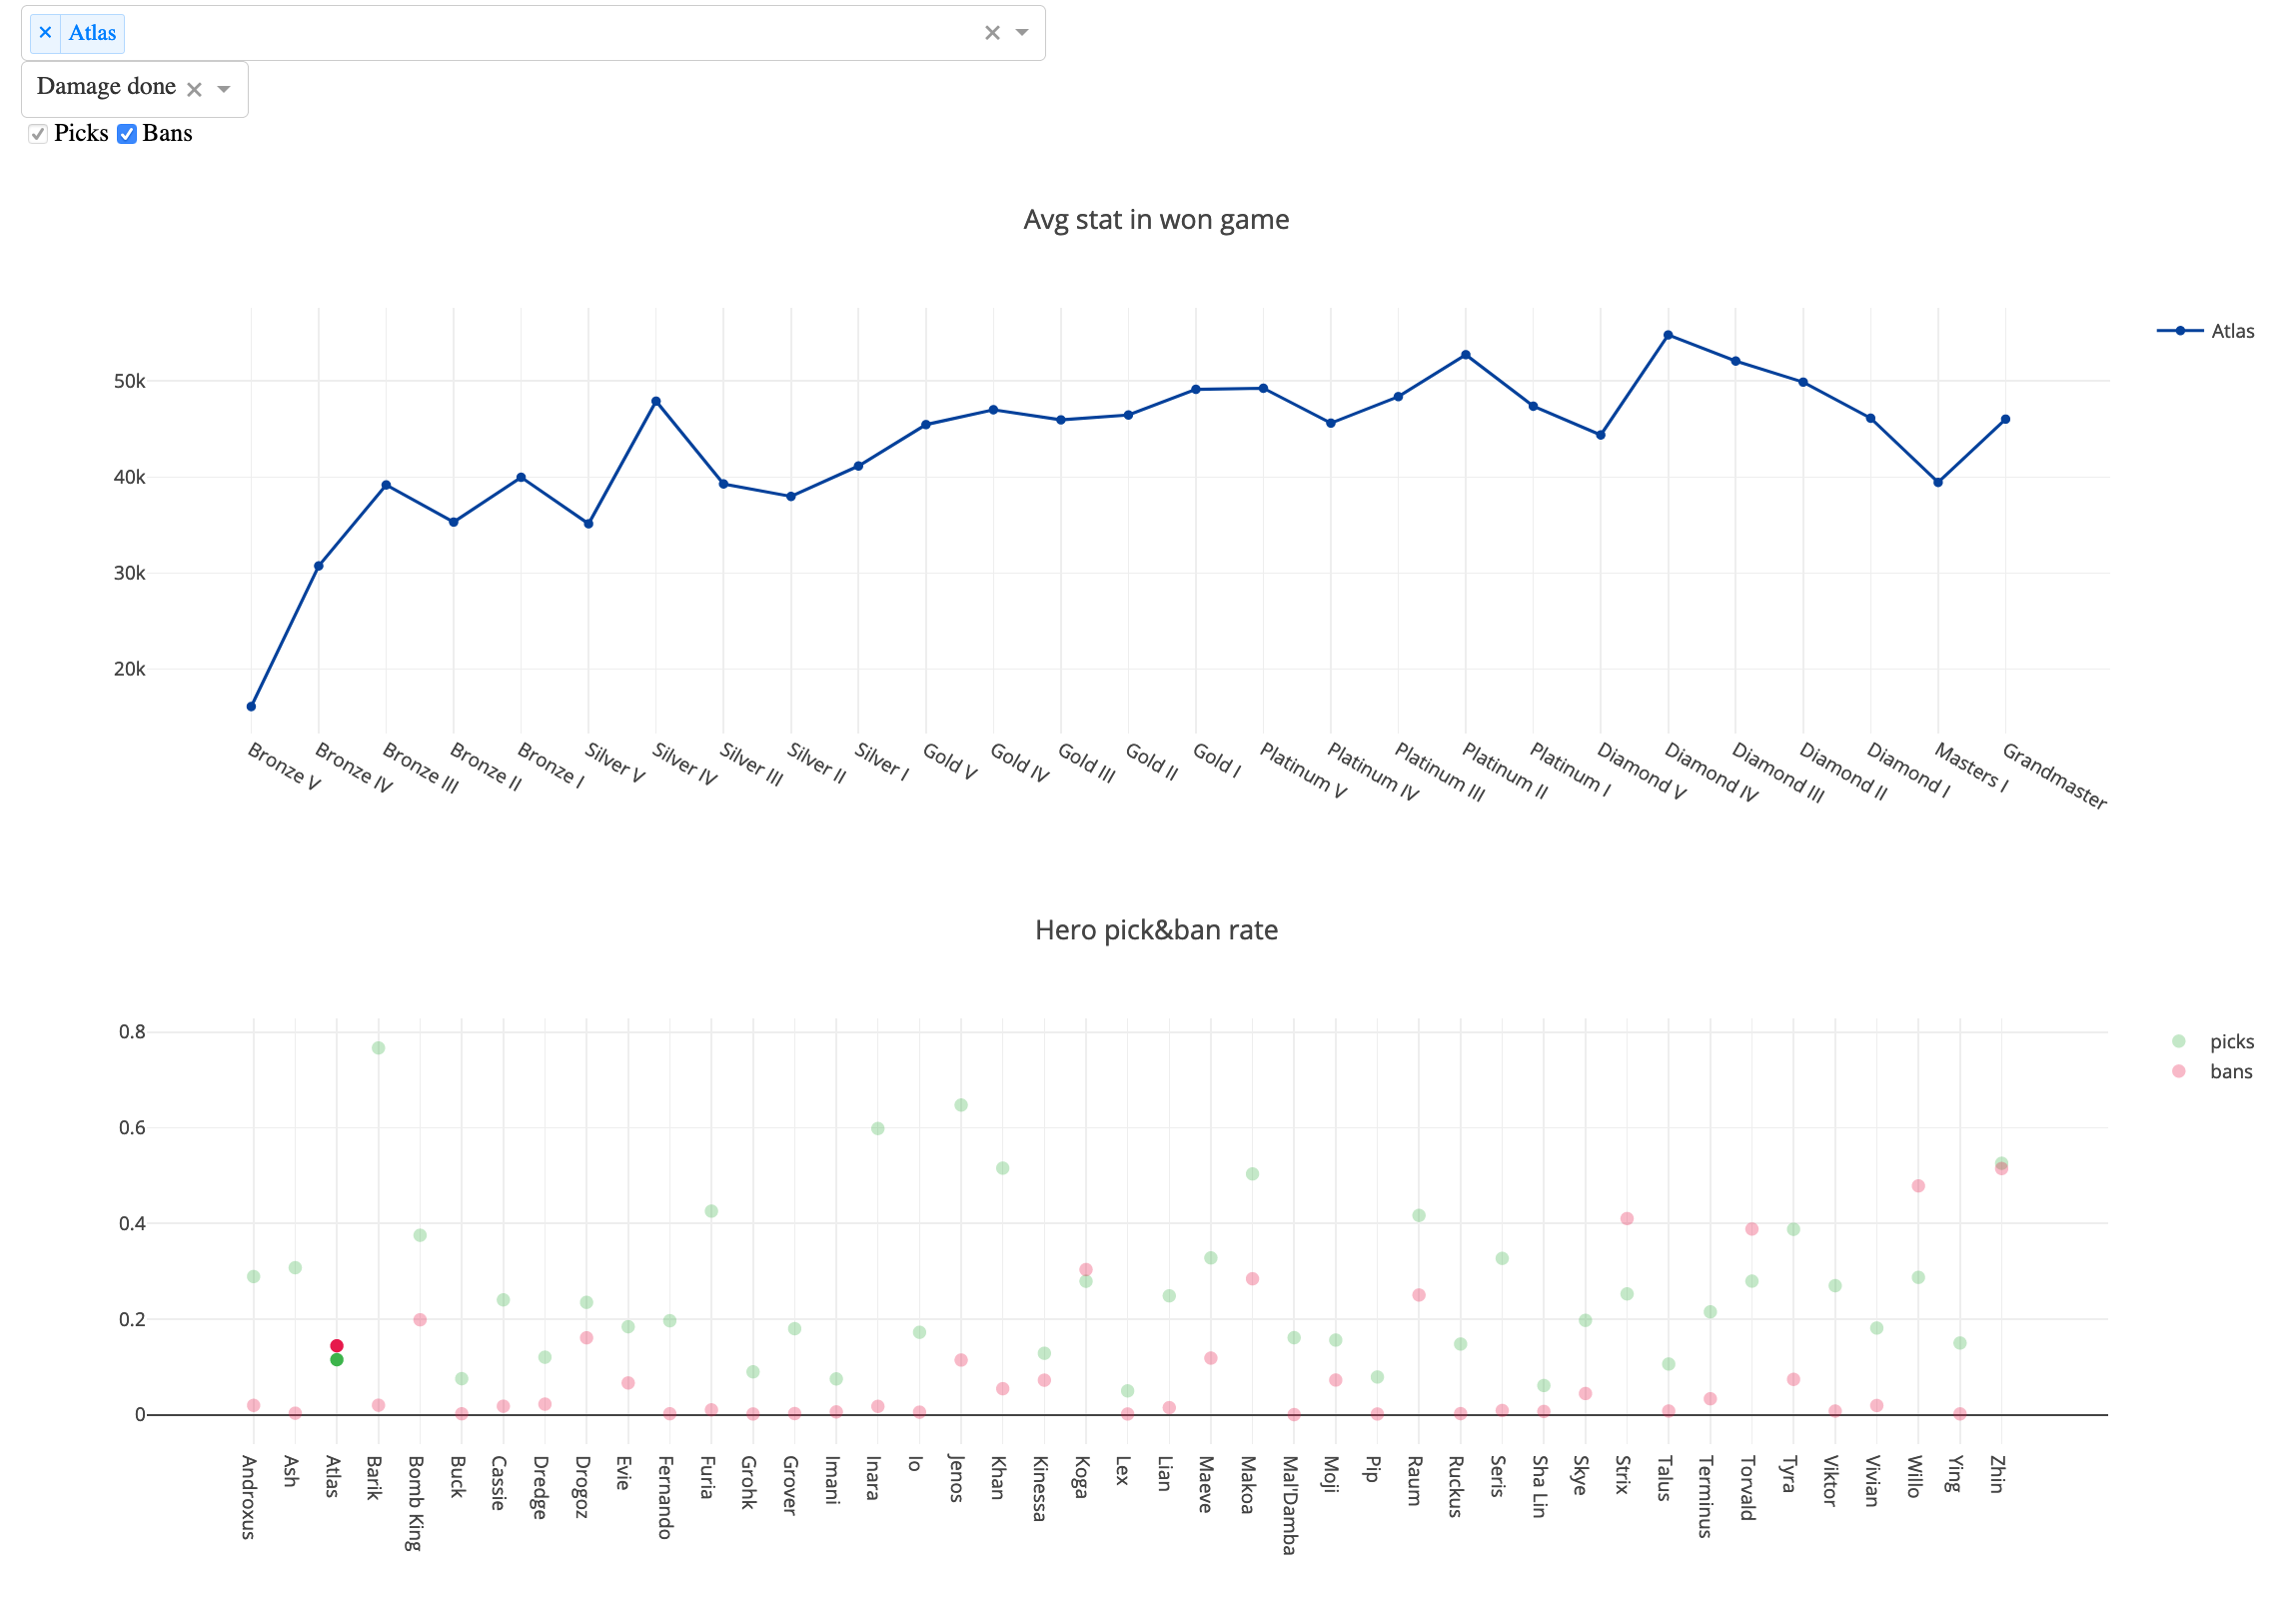 × Atlas
Damage done
Picks Bans
Avg stat in won game
Atlas
50k
40k
30k
20k
Bronze V
Bronze IV
Bronze III
Bronze II
Bronze I
Silver V
Silver IV
Silver III
Silver II
Silver I
Gold V
Gold IV
Gold III
Gold II
Gold I
Platinum V
Platinum IV
Platinum III
Platinum II
Platinum I
Diamond V
Diamond IV
Diamond III
Diamond II
Diamond I
Masters I
Grandmaster
Hero pick&ban rate
picks
bans
0.8
0.6
0.4
0.2
0
Androxus
Ash
Atlas
Barik
Bomb King
Buck
Cassie
Dredge
Drogoz
Evie
Fernando
Furia
Grohk
Grover
Imani
Inara
Io
Jenos
Khan
Kinessa
Koga
Lex
Lian
Maeve
Makoa
Mal'Damba
Moji
Pip
Raum
Ruckus
Seris
Sha Lin
Skye
Strix
Talus
Terminus
Torvald
Tyra
Viktor
Vivian
Willo
Ying
Zhin